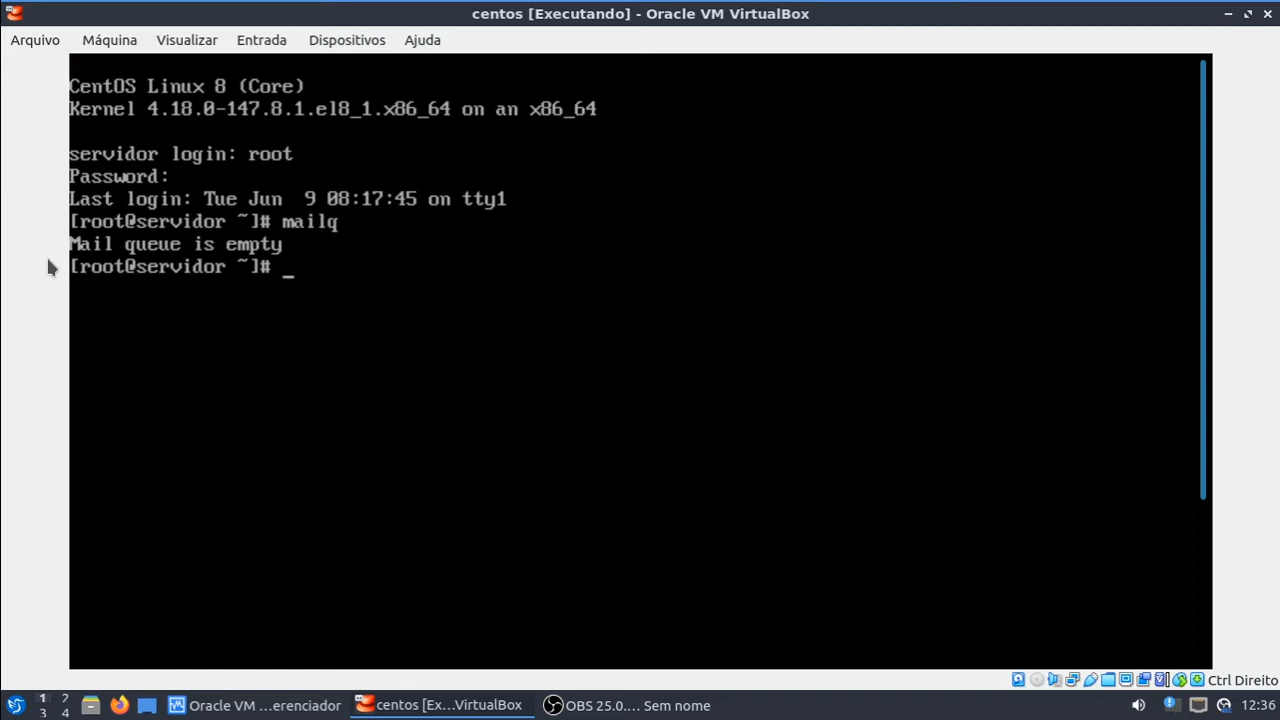 centos [Executando] - Oracle VM VirtualBox
Arquivo Máquina Visualizar Entrada Dispositivos Ajuda
CentOS Linux 8 (Core)
Kernel 4.18.0-147.8.1.el8_1.x86_64 on an x86_64
servidor login: root
Password:
Last login: Tue Jun  9 08:17:45 on tty1
[root@servidor ~]# mailq
Mail queue is empty
[root@servidor ~]# _
Ctrl Direito
1 2
3 4
Oracle VM ...erenciador
centos [Ex...VirtualBox
OBS 25.0.... Sem nome
12:36